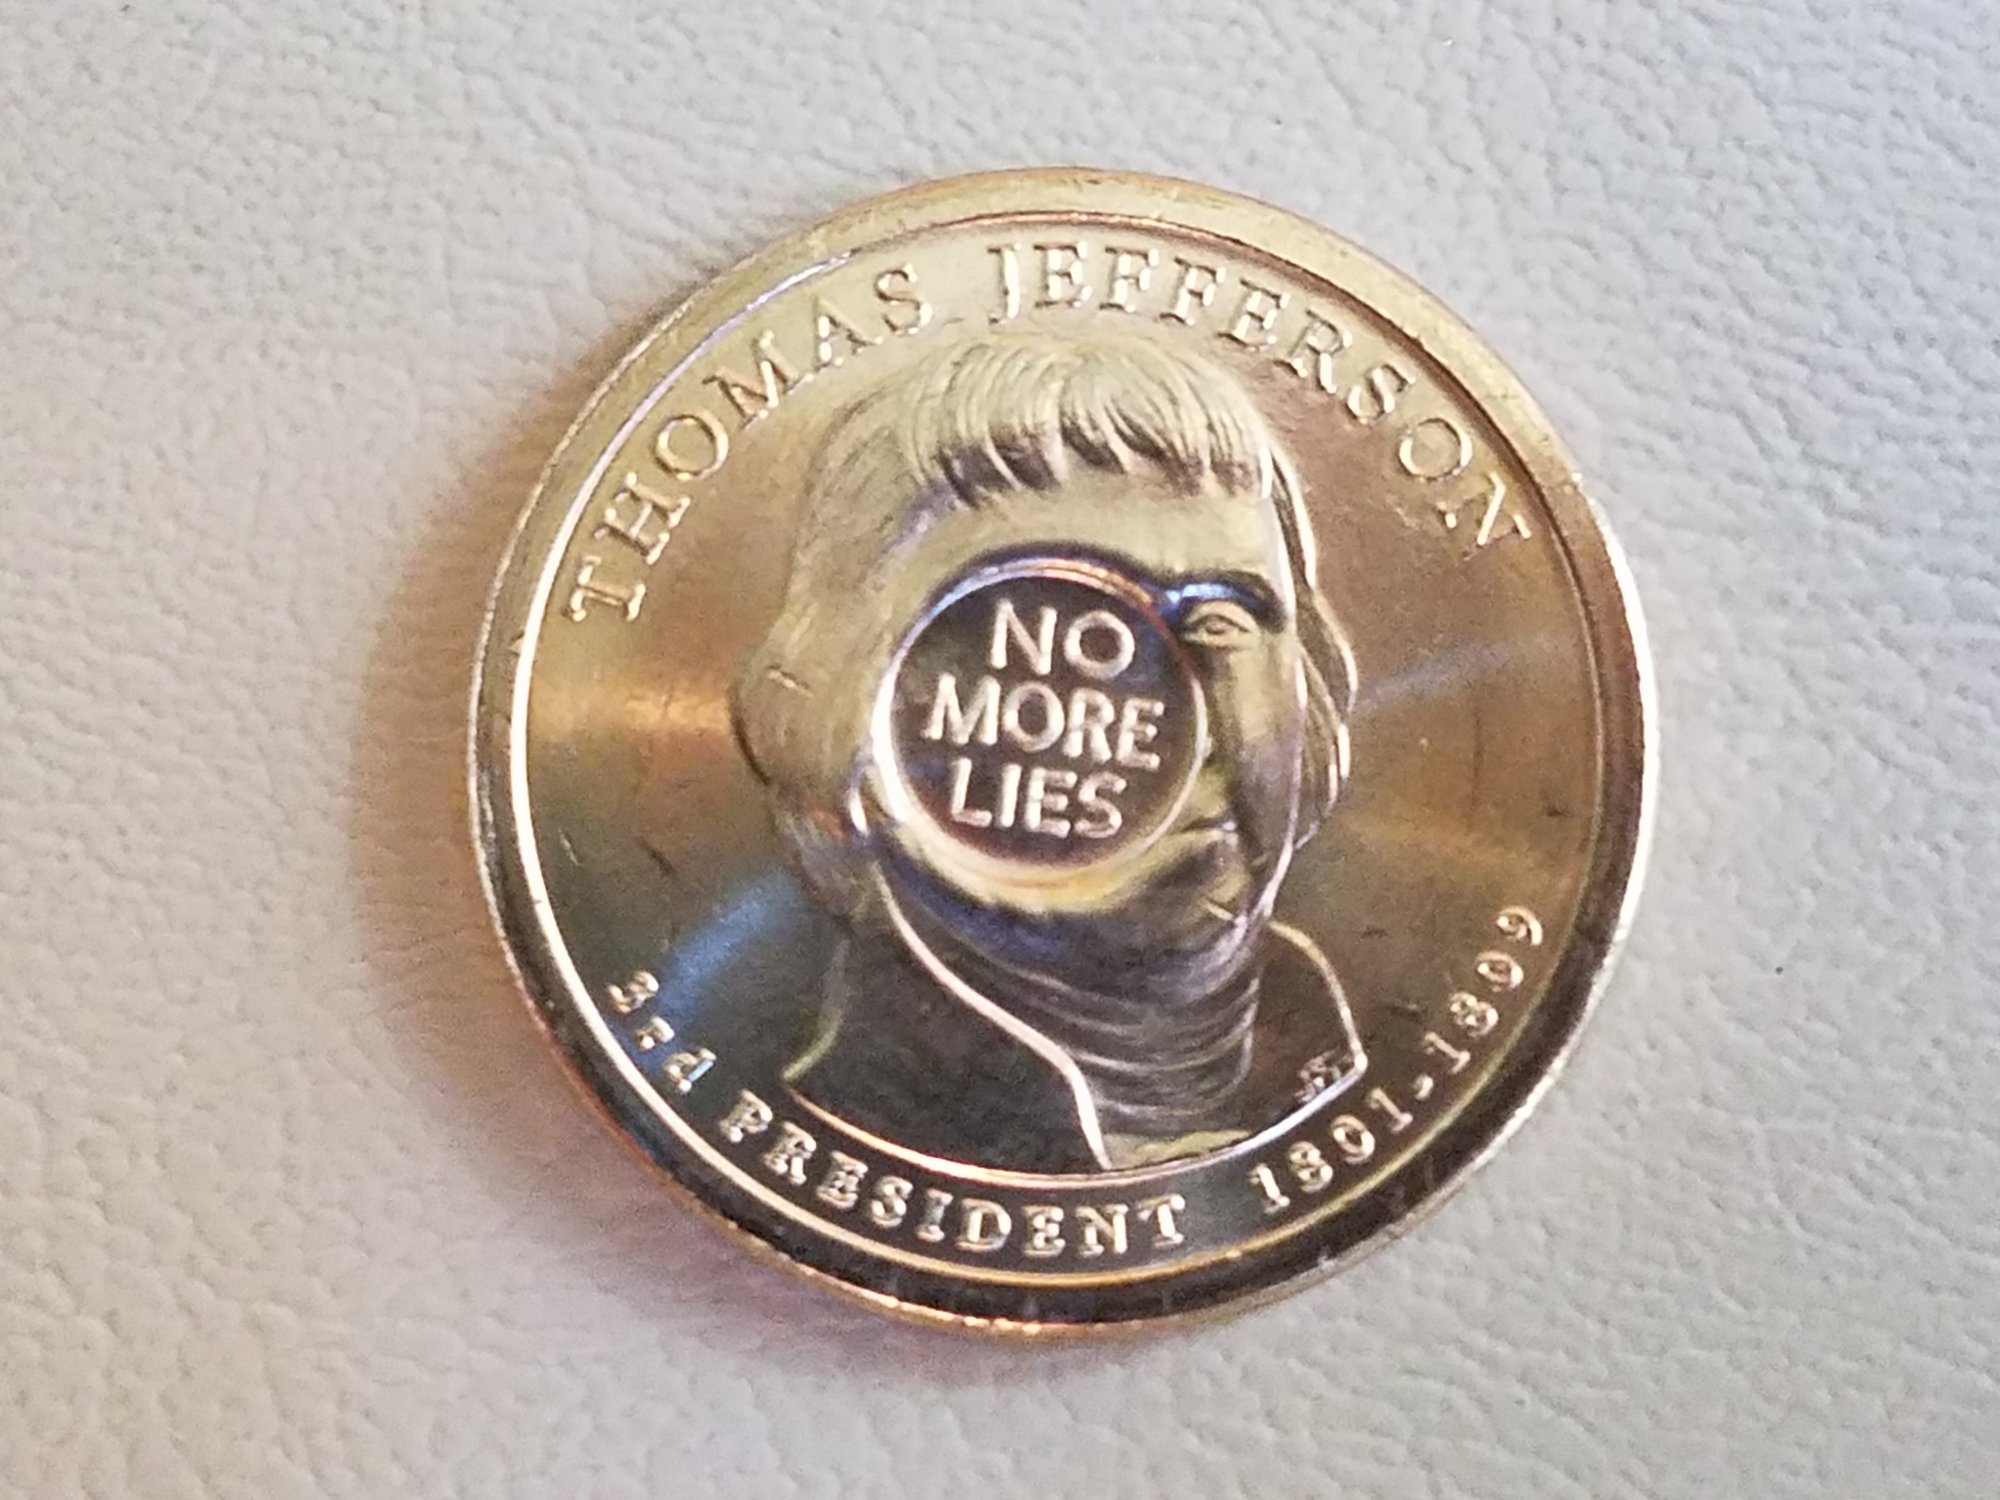 THOMAS JEFFERSON
NO
MORE
LIES
3rd PRESIDENT 1801-1809